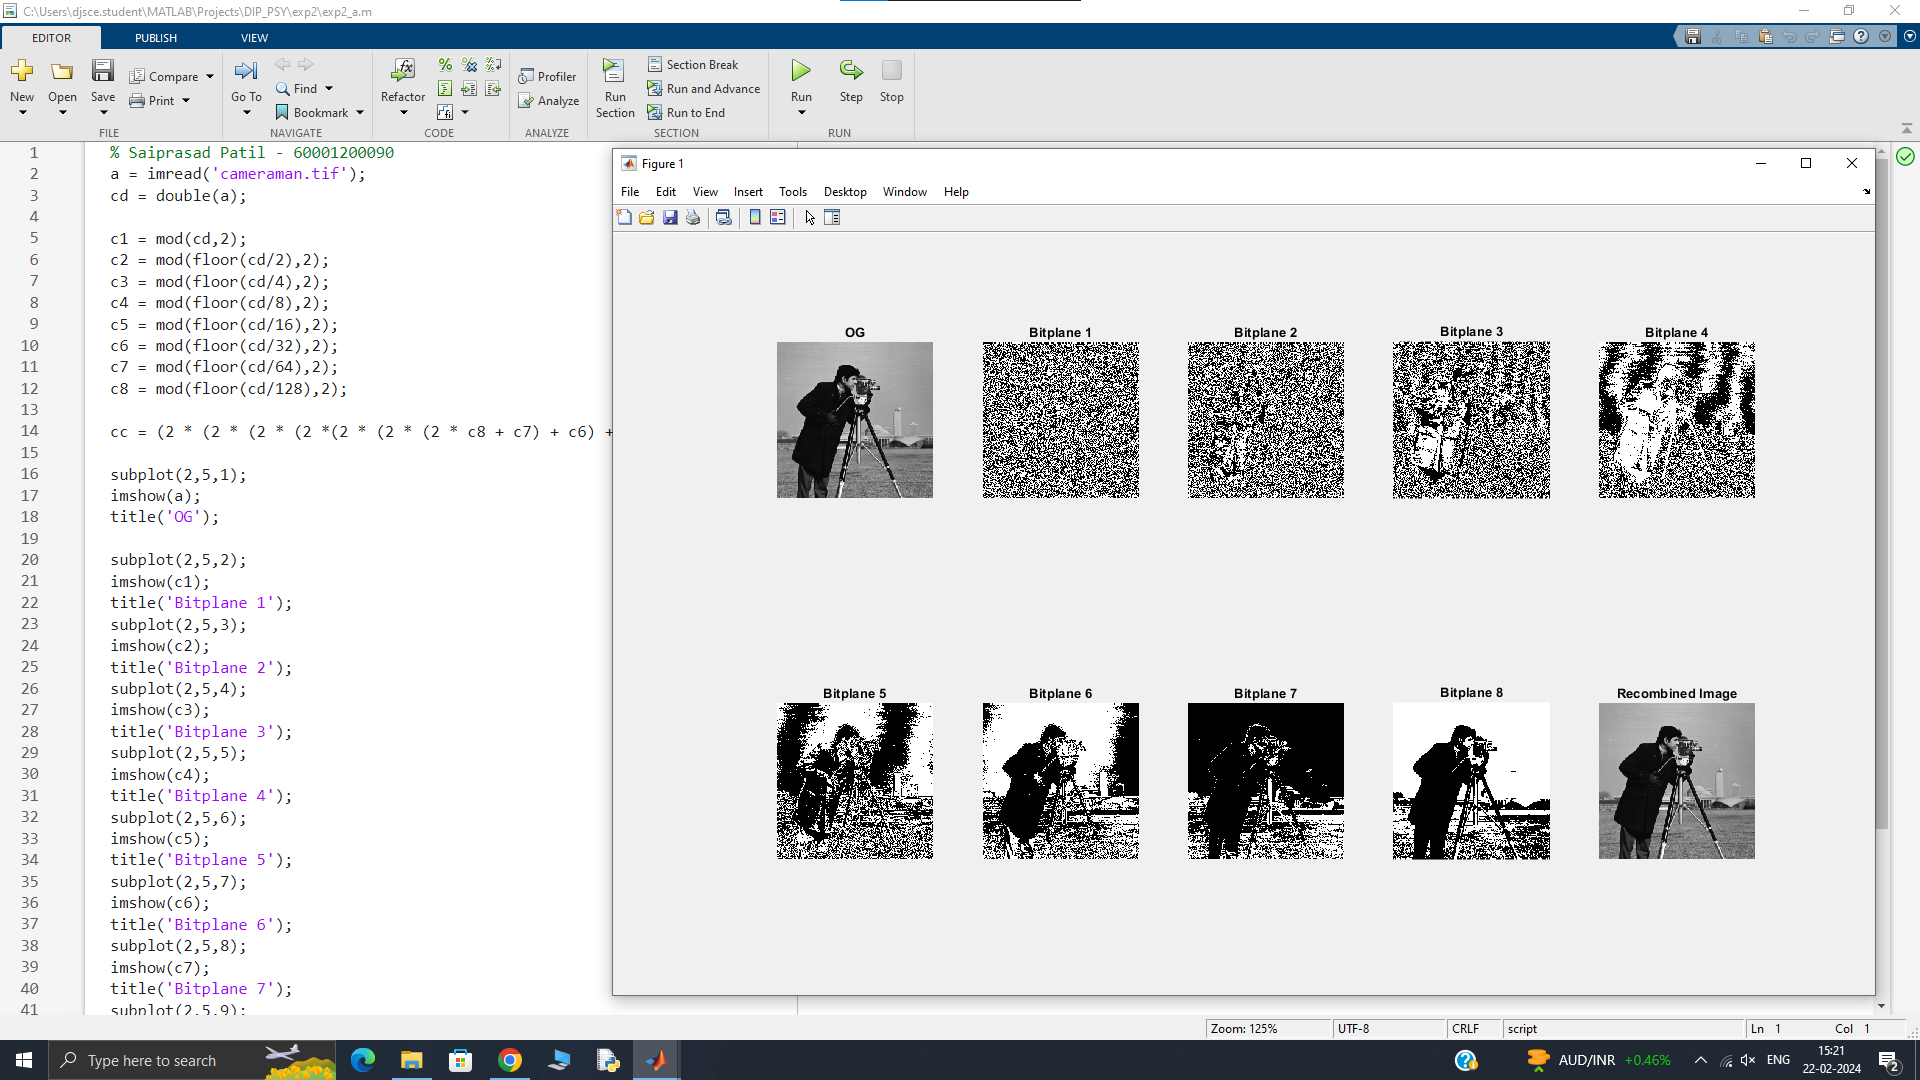 C:\Users\djsce.student\MATLAB\Projects\DIP_PSY\exp2\exp2_a.m
EDITOR PUBLISH VIEW
New Open Save Compare Print
FILE
Go To Find Bookmark
NAVIGATE
Refactor
CODE
Profiler
Analyze
ANALYZE
Run Section
Section Break
Run and Advance
Run to End
SECTION
Run Step Stop
RUN
1 % Saiprasad Patil - 60001200090
2 a = imread('cameraman.tif');
3 cd = double(a);
4
5 c1 = mod(cd,2);
6 c2 = mod(floor(cd/2),2);
7 c3 = mod(floor(cd/4),2);
8 c4 = mod(floor(cd/8),2);
9 c5 = mod(floor(cd/16),2);
10 c6 = mod(floor(cd/32),2);
11 c7 = mod(floor(cd/64),2);
12 c8 = mod(floor(cd/128),2);
13
14 cc = (2 * (2 * (2 * (2 *(2 * (2 * (2 * c8 + c7) + c6) +
15
16 subplot(2,5,1);
17 imshow(a);
18 title('OG');
19
20 subplot(2,5,2);
21 imshow(c1);
22 title('Bitplane 1');
23 subplot(2,5,3);
24 imshow(c2);
25 title('Bitplane 2');
26 subplot(2,5,4);
27 imshow(c3);
28 title('Bitplane 3');
29 subplot(2,5,5);
30 imshow(c4);
31 title('Bitplane 4');
32 subplot(2,5,6);
33 imshow(c5);
34 title('Bitplane 5');
35 subplot(2,5,7);
36 imshow(c6);
37 title('Bitplane 6');
38 subplot(2,5,8);
39 imshow(c7);
40 title('Bitplane 7');
41 subplot(2,5,9);
Figure 1
File Edit View Insert Tools Desktop Window Help
OG Bitplane 1 Bitplane 2 Bitplane 3 Bitplane 4
Bitplane 5 Bitplane 6 Bitplane 7 Bitplane 8 Recombined Image
Zoom: 125% UTF-8 CRLF script Ln 1 Col 1
Type here to search
AUD/INR +0.46%
ENG
15:21
22-02-2024
2